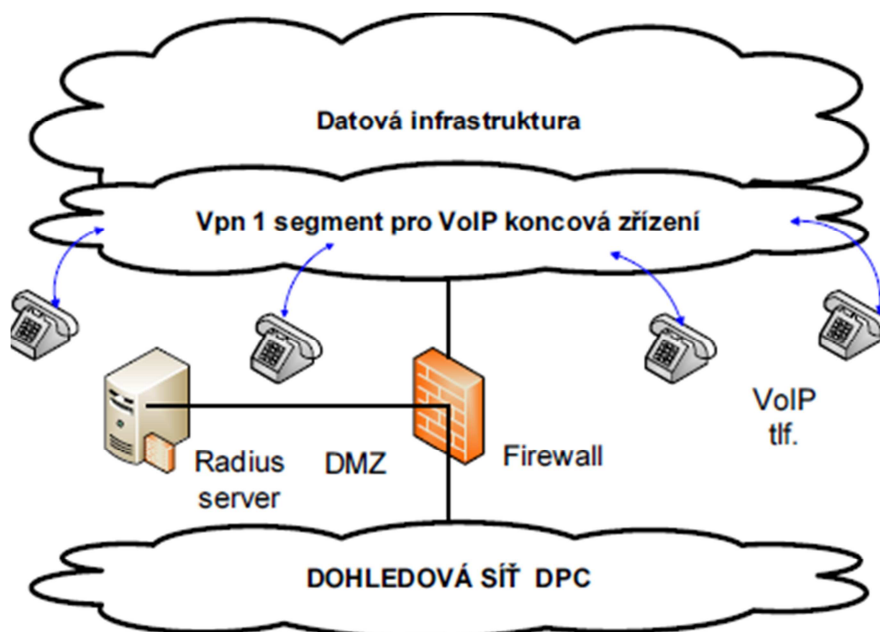 Datová infrastruktura
Vpn 1 segment pro VoIP koncová zřízení
VoIP
tlf.
Radius
server
DMZ
Firewall
DOHLEDOVÁ SÍŤ DPC